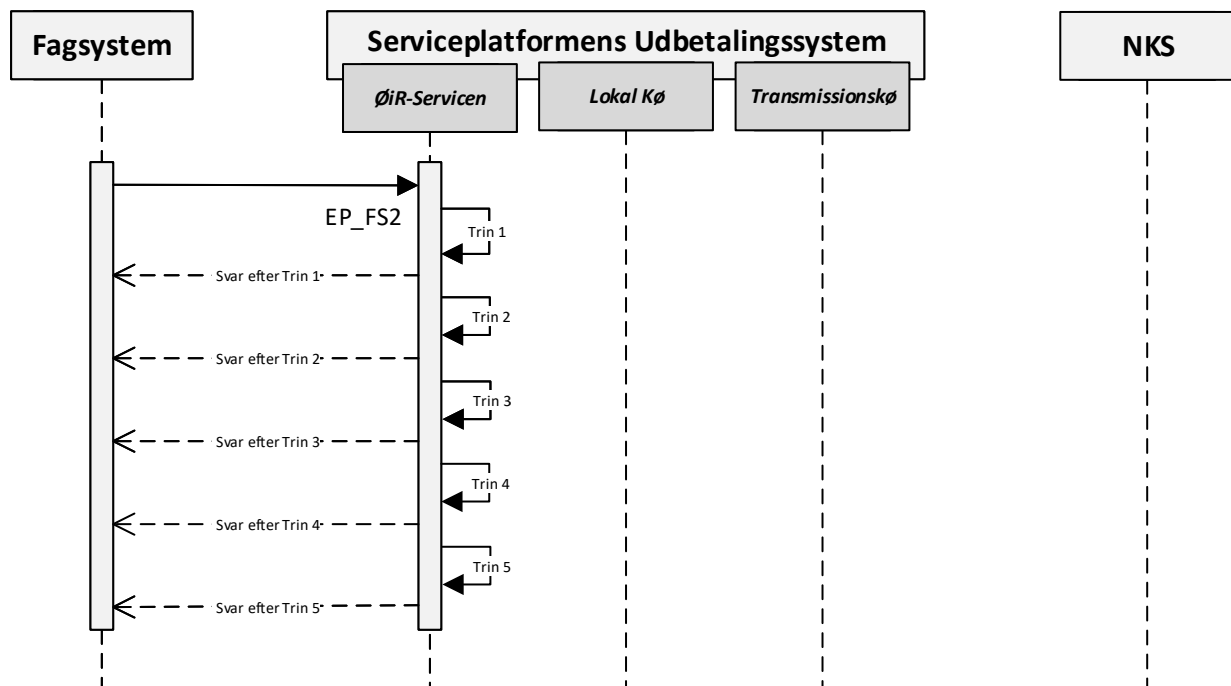 Fagsystem
Serviceplatformens Udbetalingssystem
NKS
ØiR-Servicen
Lokal Kø
Transmissionskø
EP_FS2
Trin 1
Svar efter Trin 1
Trin 2
Svar efter Trin 2
Trin 3
Svar efter Trin 3
Trin 4
Svar efter Trin 4
Trin 5
Svar efter Trin 5